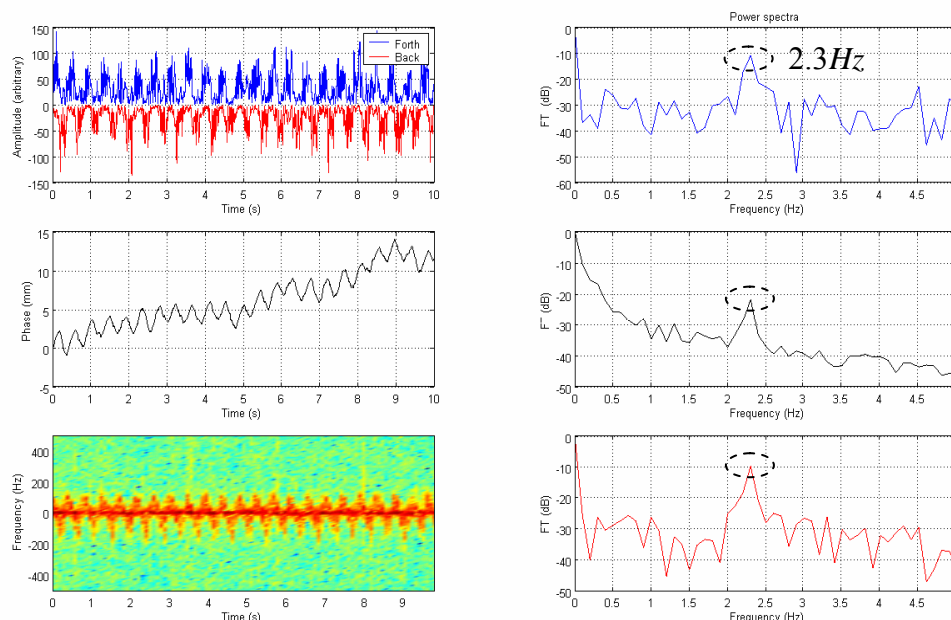 Power spectra
150
100
50
0
-50
-100
-150
Amplitude (arbitrary)
Forth
Back
0 1 2 3 4 5 6 7 8 9 10
Time (s)
0
-10
-20
-30
-40
-50
-60
FT (dB)
2.3Hz
0 0.5 1 1.5 2 2.5 3 3.5 4 4.5
Frequency (Hz)
15
10
5
0
-5
Phase (mm)
0 1 2 3 4 5 6 7 8 9 10
Time (s)
0
-10
-20
-30
-40
-50
FT (dB)
0 0.5 1 1.5 2 2.5 3 3.5 4 4.5
Frequency (Hz)
400
200
0
-200
-400
Frequency (Hz)
0 1 2 3 4 5 6 7 8 9
Time (s)
0
-10
-20
-30
-40
-50
FT (dB)
0 0.5 1 1.5 2 2.5 3 3.5 4 4.5
Frequency (Hz)